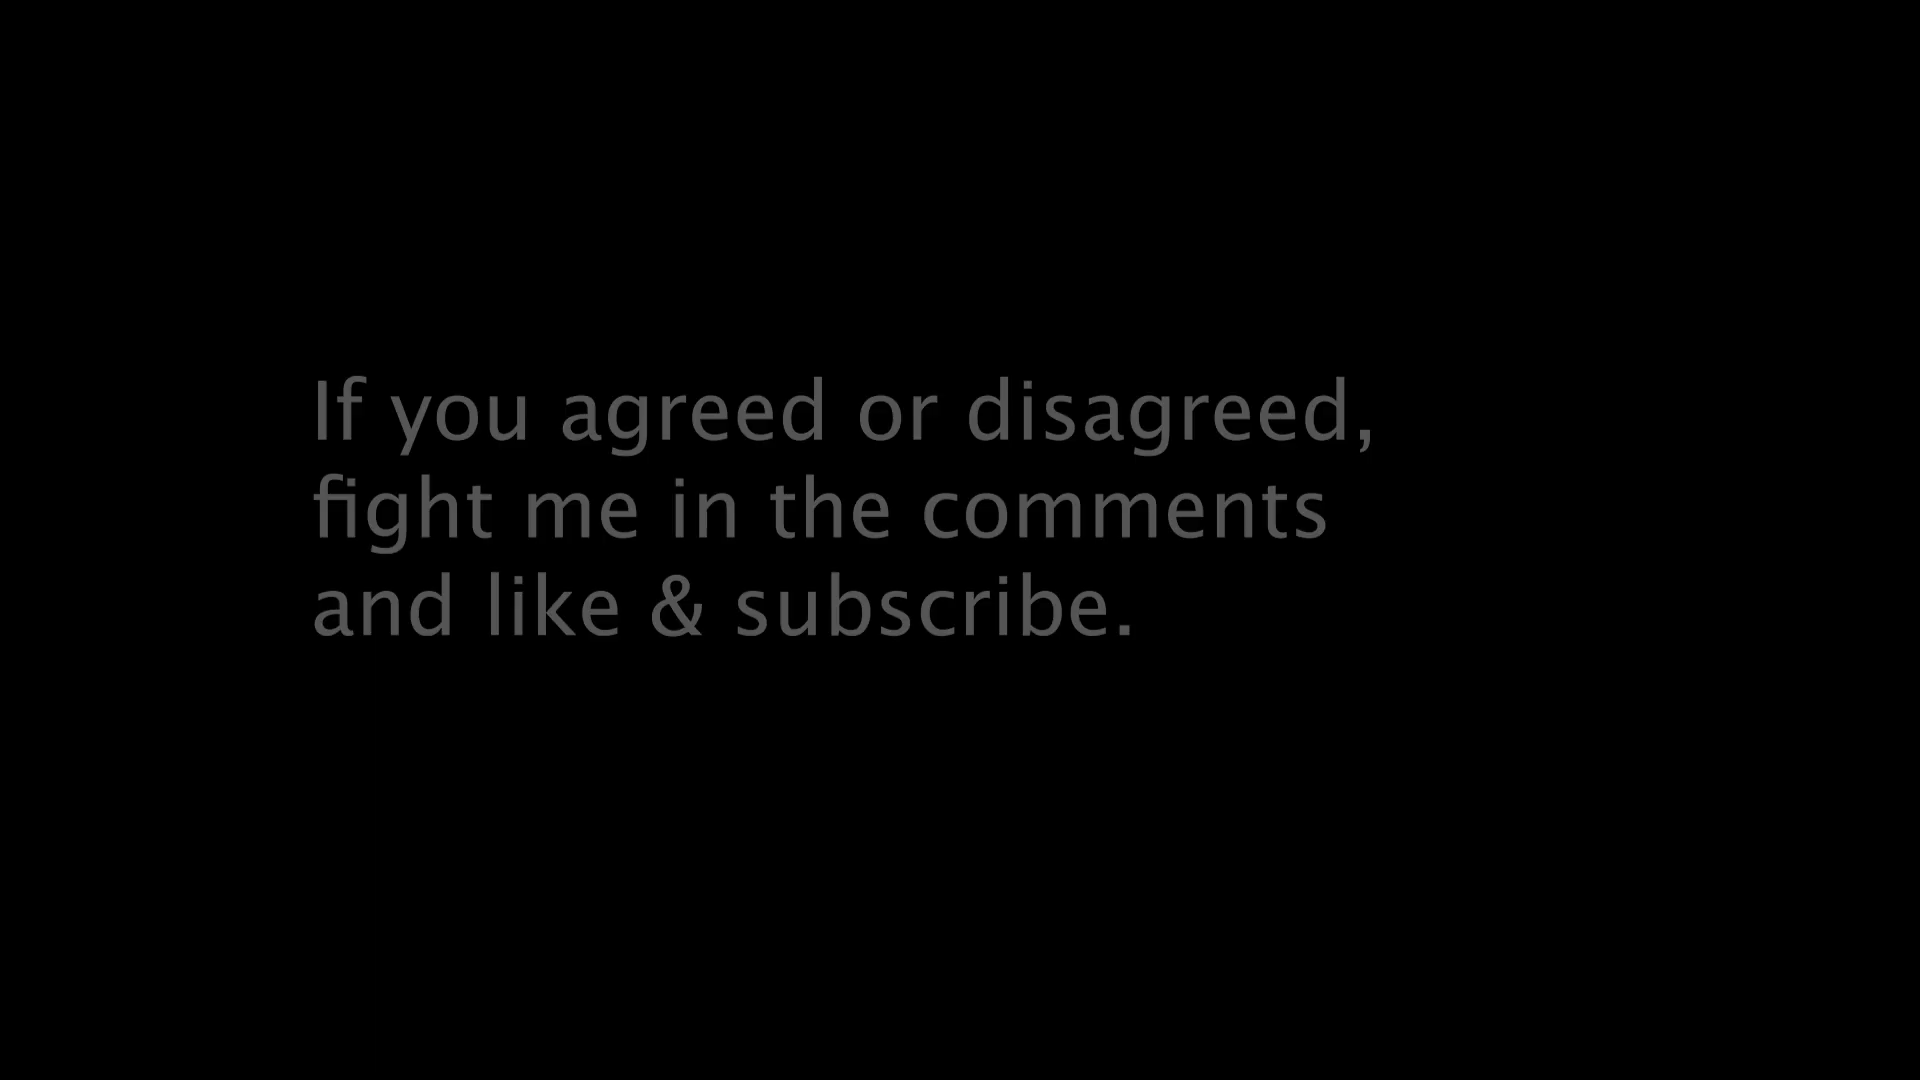 If you agreed or disagreed,
fight me in the comments
and like & subscribe.